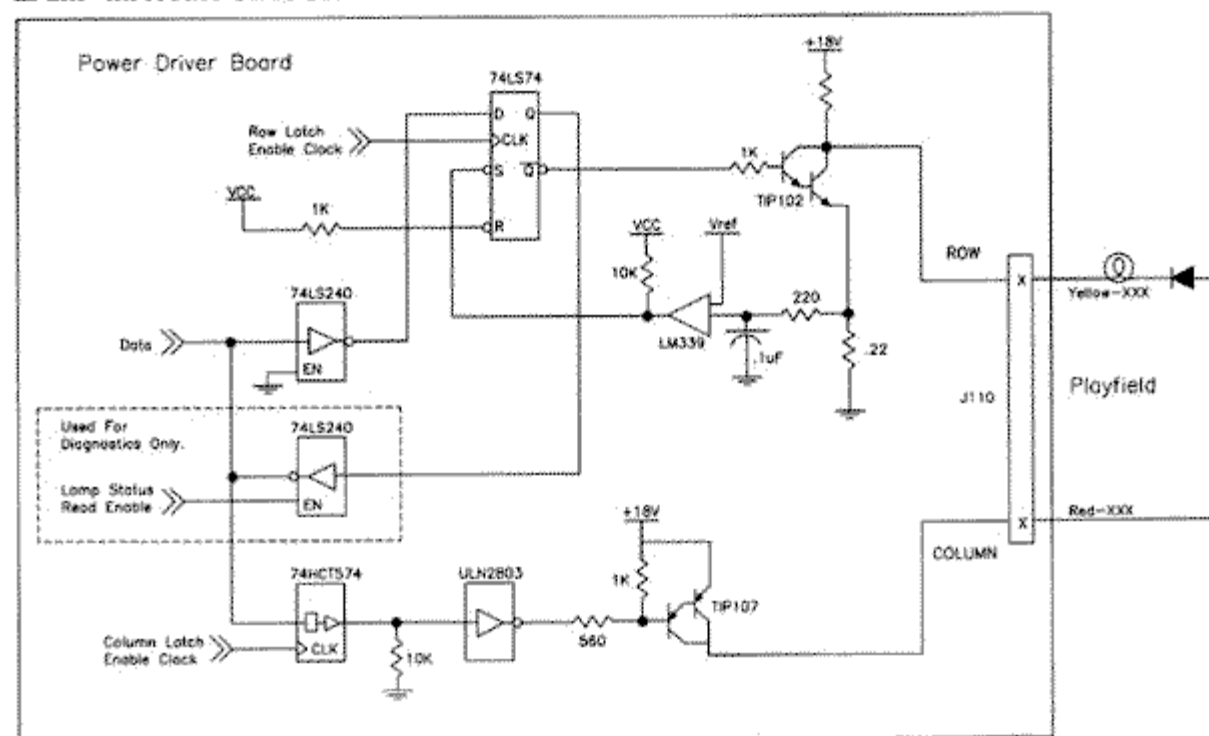 Power Driver Board
+18V
74LS74
D Q
Row Latch
Enable Clock
CLK
S Q
1K
TIP102
VCC
1K
R
VCC
Vref
10K
ROW
X
Yellow-XXX
74LS240
220
LM339
.1uF
.22
Data
EN
J110
Playfield
Used For
Diagnostics Only.
74LS240
Lamp Status
Read Enable
EN
+18V
X
Red-XXX
COLUMN
74HCT574
ULN2803
1K
TIP107
560
Column Latch
Enable Clock
CLK
10K